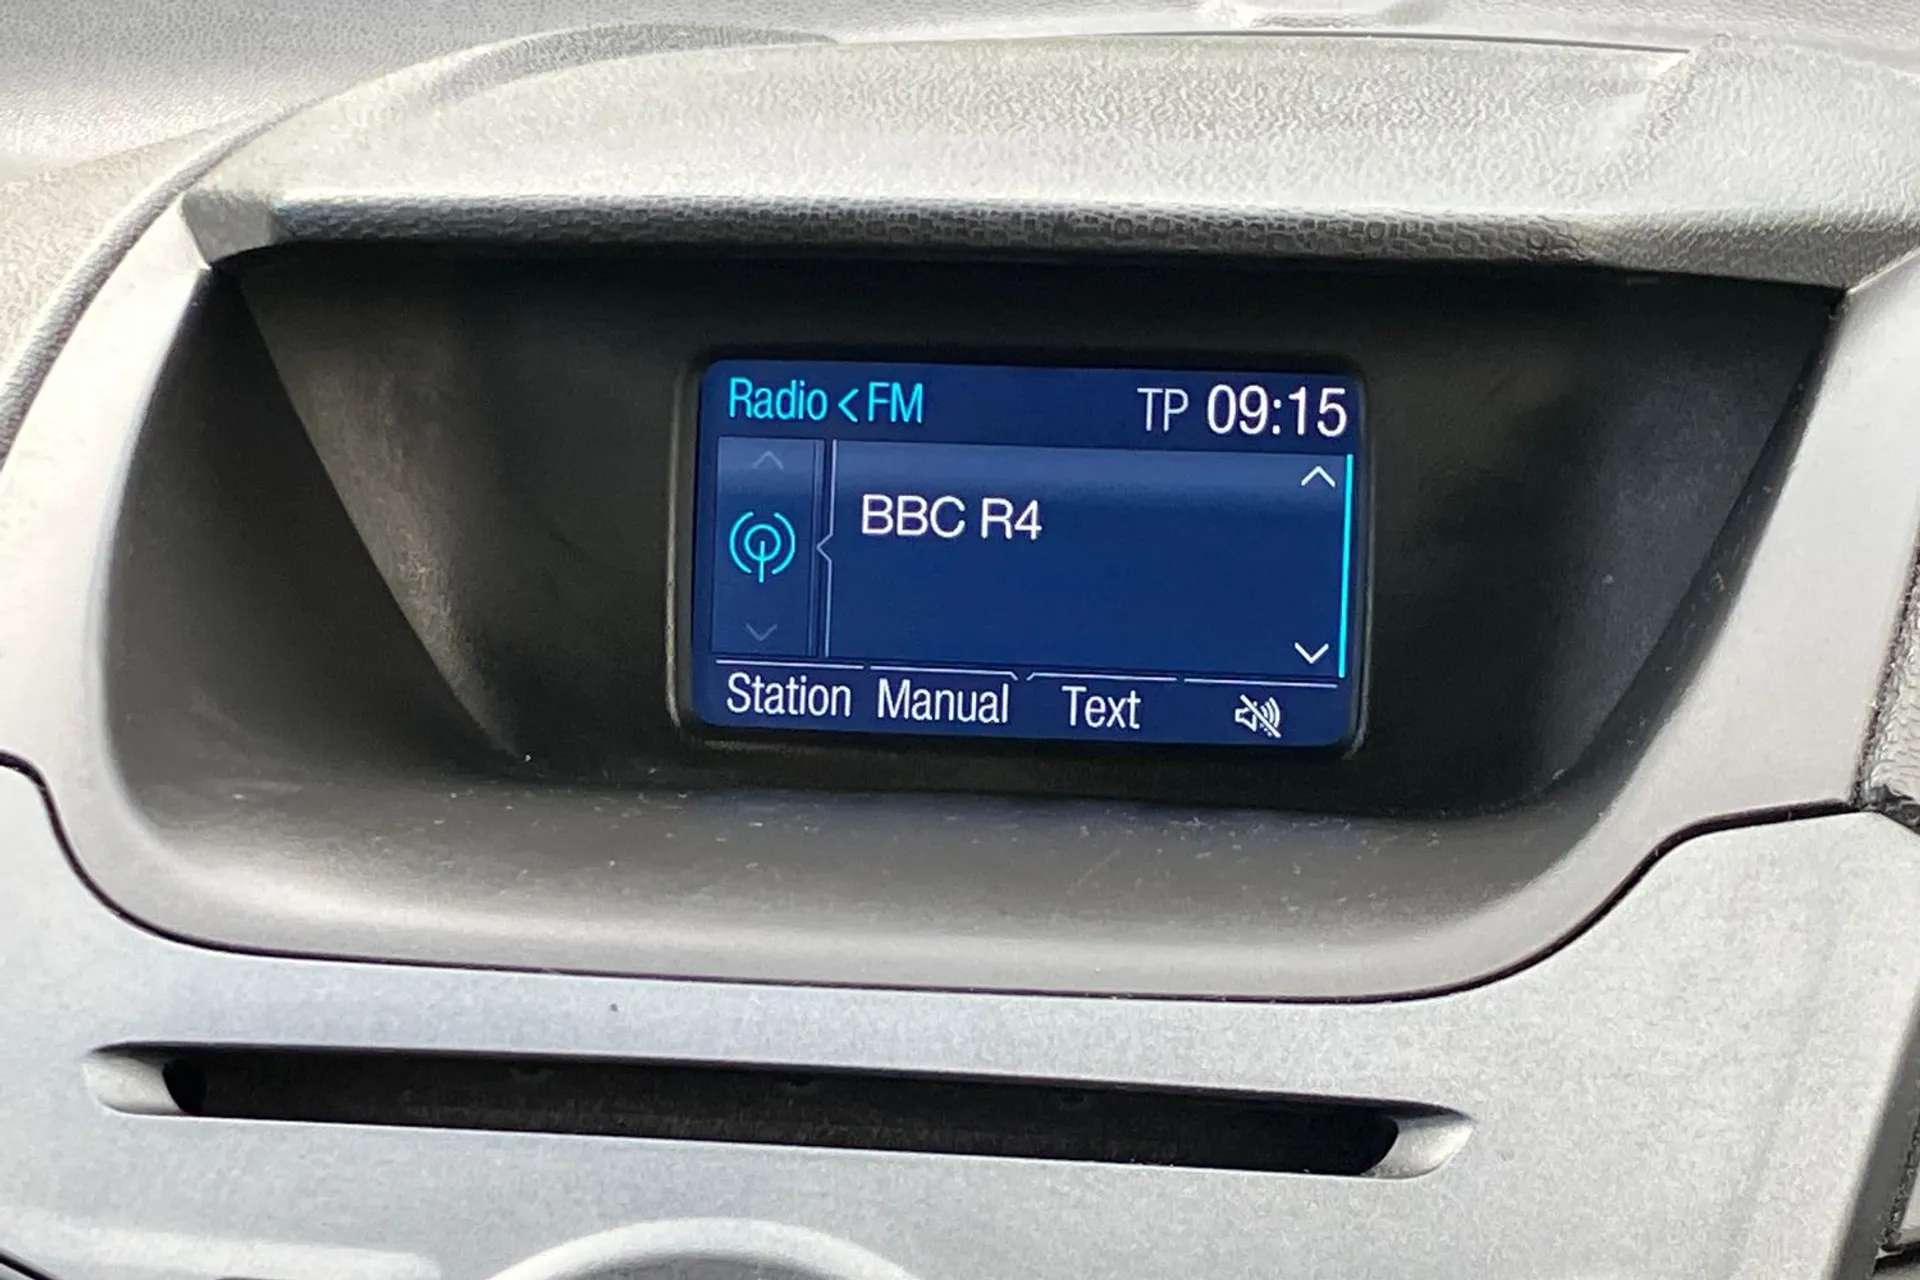 Radio < FM TP 09:15
BBC R4
Station Manual Text